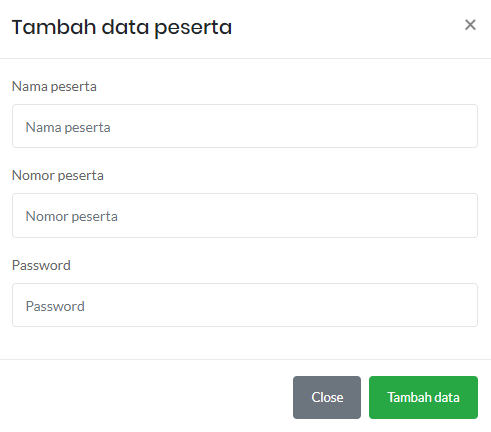 Tambah data peserta
×
Nama peserta
Nama peserta
Nomor peserta
Nomor peserta
Password
Password
Close
Tambah data